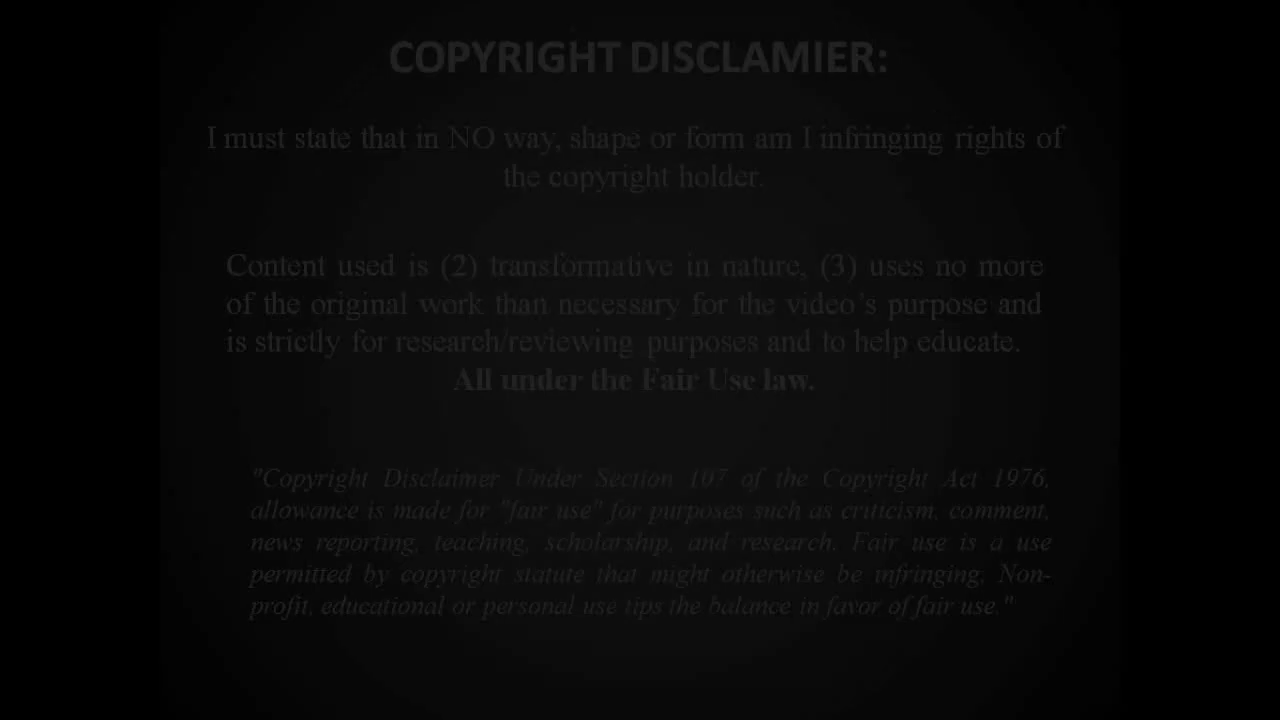 COPYRIGHT DISCLAMIER:
I must state that in NO way, shape or form am I infringing rights of
the copyright holder.
Content used is (2) transformative in nature, (3) uses no more
of the original work than necessary for the video's purpose and
is strictly for research/reviewing purposes and to help educate.
All under the Fair Use law.
"Copyright Disclaimer Under Section 107 of the Copyright Act 1976,
allowance is made for "fair use" for purposes such as criticism, comment,
news reporting, teaching, scholarship, and research. Fair use is a use
permitted by copyright statute that might otherwise be infringing. Non-
profit, educational or personal use tips the balance in favor of fair use."